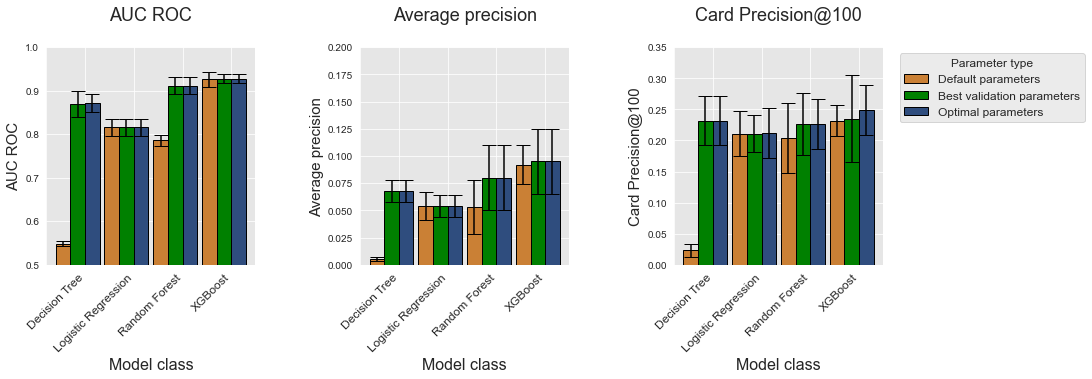 AUC ROC
AUC ROC
1.0
0.9
0.8
0.7
0.6
0.5
Decision Tree
Logistic Regression
Random Forest
XGBoost
Model class
Average precision
Average precision
0.200
0.175
0.150
0.125
0.100
0.075
0.050
0.025
0.000
Decision Tree
Logistic Regression
Random Forest
XGBoost
Model class
Card Precision@100
Card Precision@100
0.35
0.30
0.25
0.20
0.15
0.10
0.05
0.00
Decision Tree
Logistic Regression
Random Forest
XGBoost
Model class
Parameter type
Default parameters
Best validation parameters
Optimal parameters